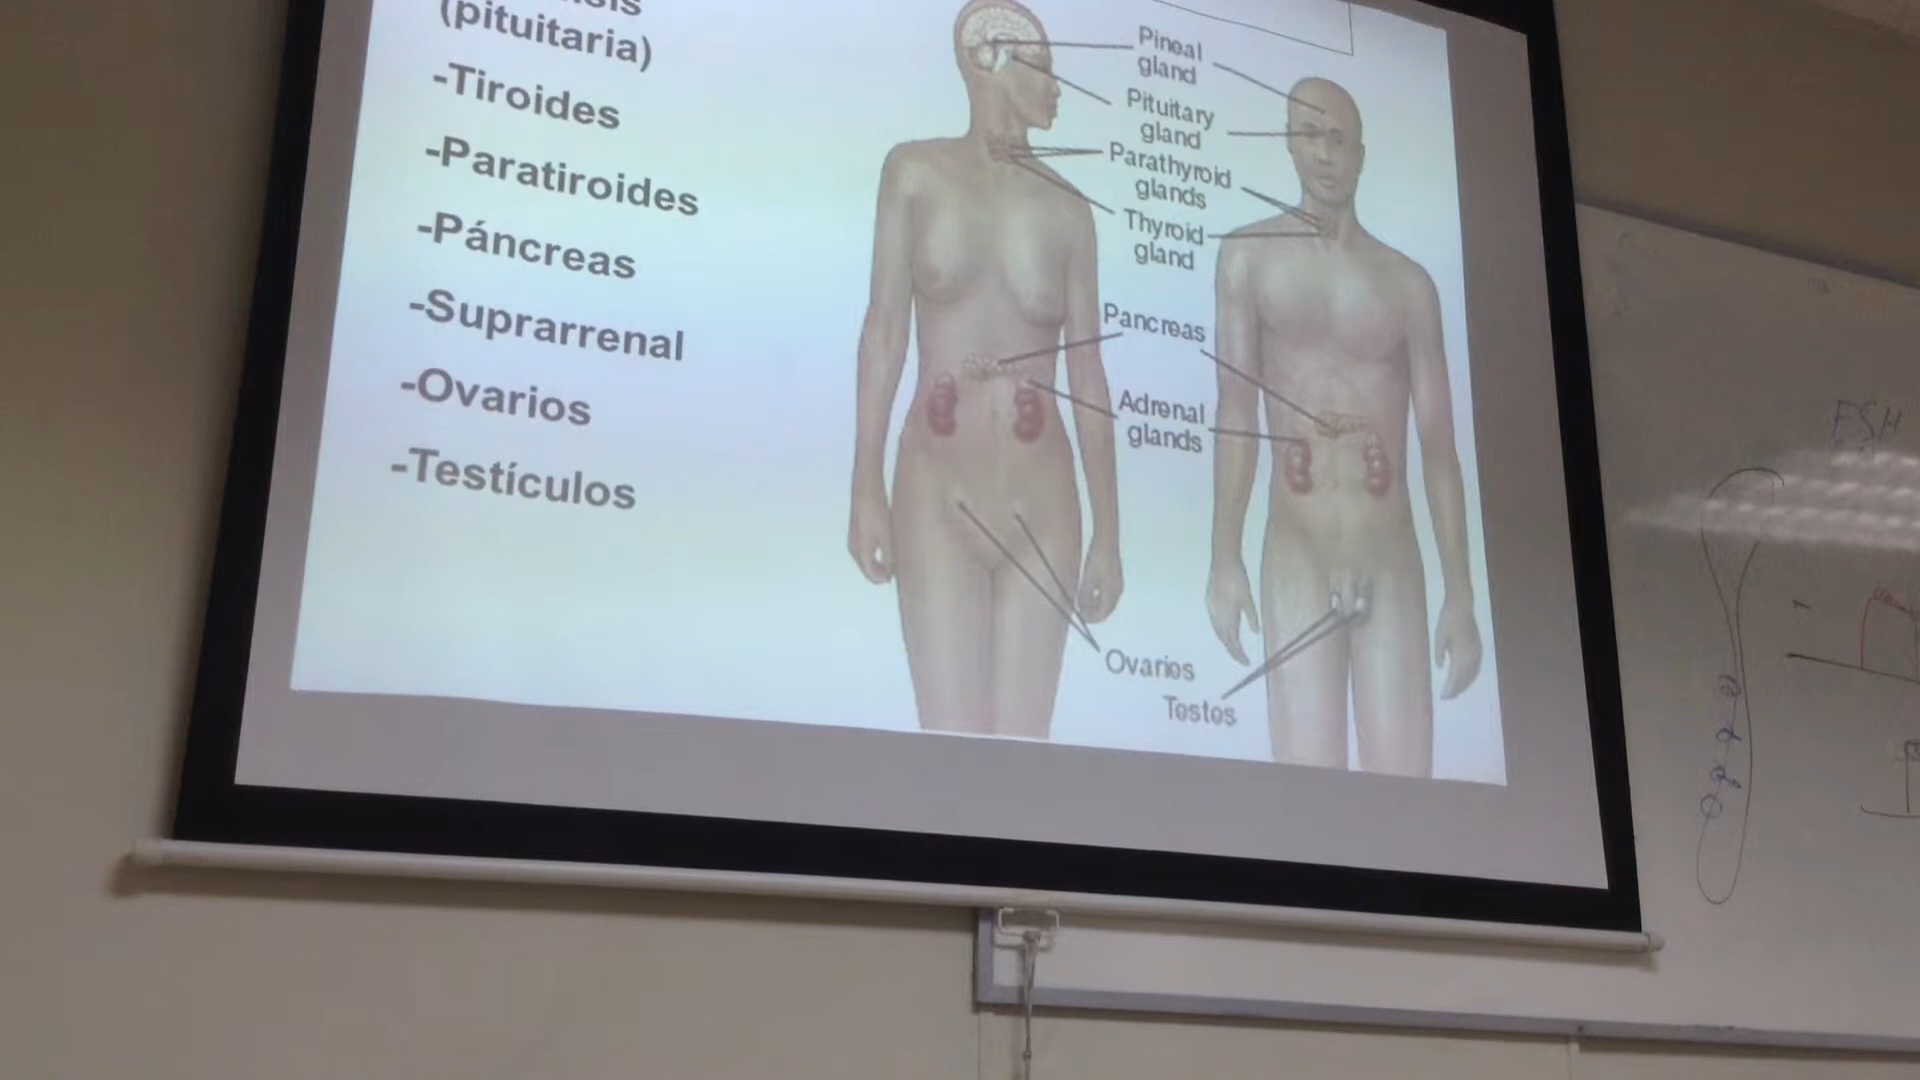 (pituitaria)
-Tiroides
-Paratiroides
-Páncreas
-Suprarrenal
-Ovarios
-Testículos
Pineal
gland
Pituitary
gland
Parathyroid
glands
Thyroid
gland
Pancreas
Adrenal
glands
Ovaries
Testes
FSH